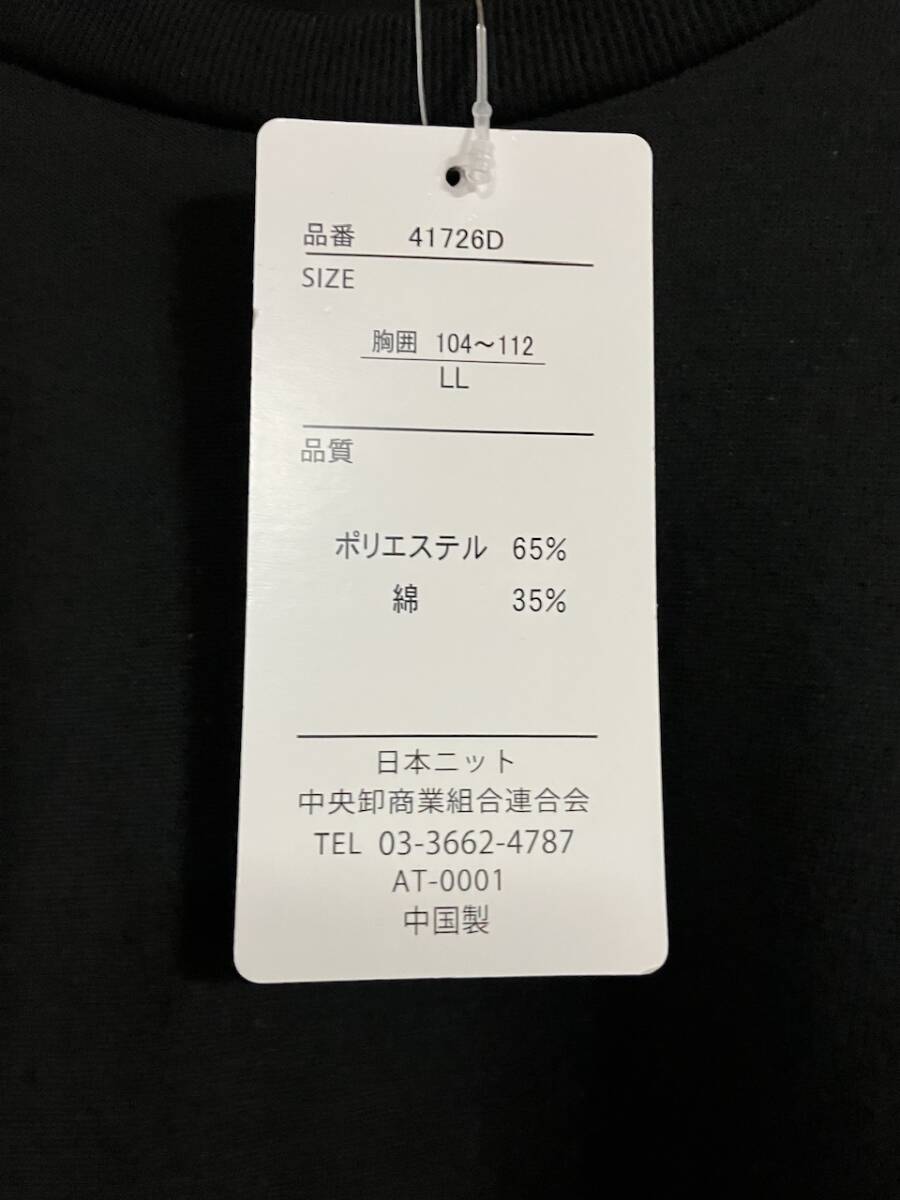 品番 41726D
SIZE
胸囲 104～112
LL
品質
ポリエステル 65%
綿 35%
日本ニット
中央卸商業組合連合会
TEL 03-3662-4787
AT-0001
中国製